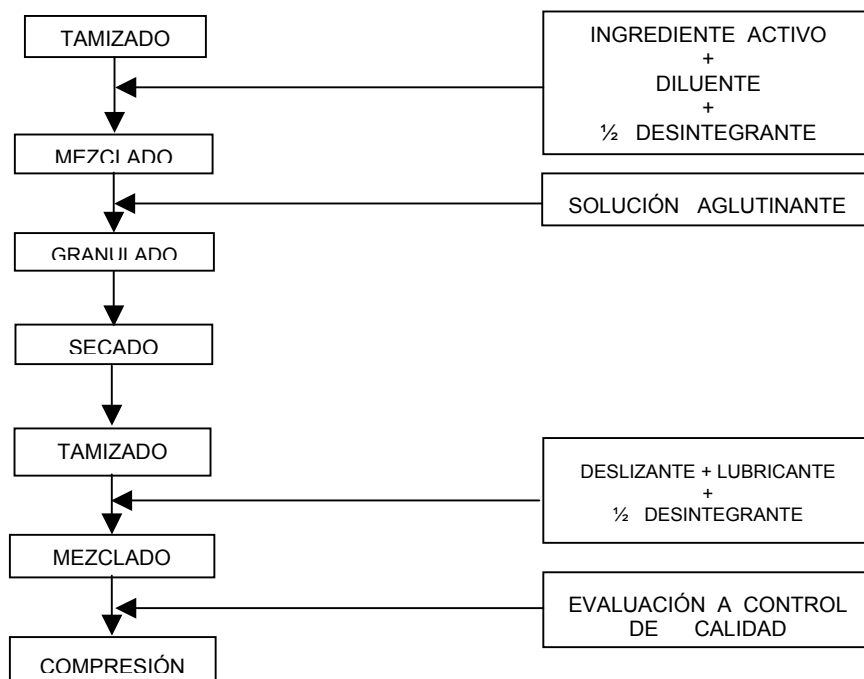 TAMIZADO
INGREDIENTE ACTIVO
+
DILUENTE
+
½ DESINTEGRANTE
MEZCLADO
SOLUCIÓN AGLUTINANTE
GRANULADO
SECADO
TAMIZADO
DESLIZANTE + LUBRICANTE
+
½ DESINTEGRANTE
MEZCLADO
EVALUACIÓN A CONTROL
DE CALIDAD
COMPRESIÓN